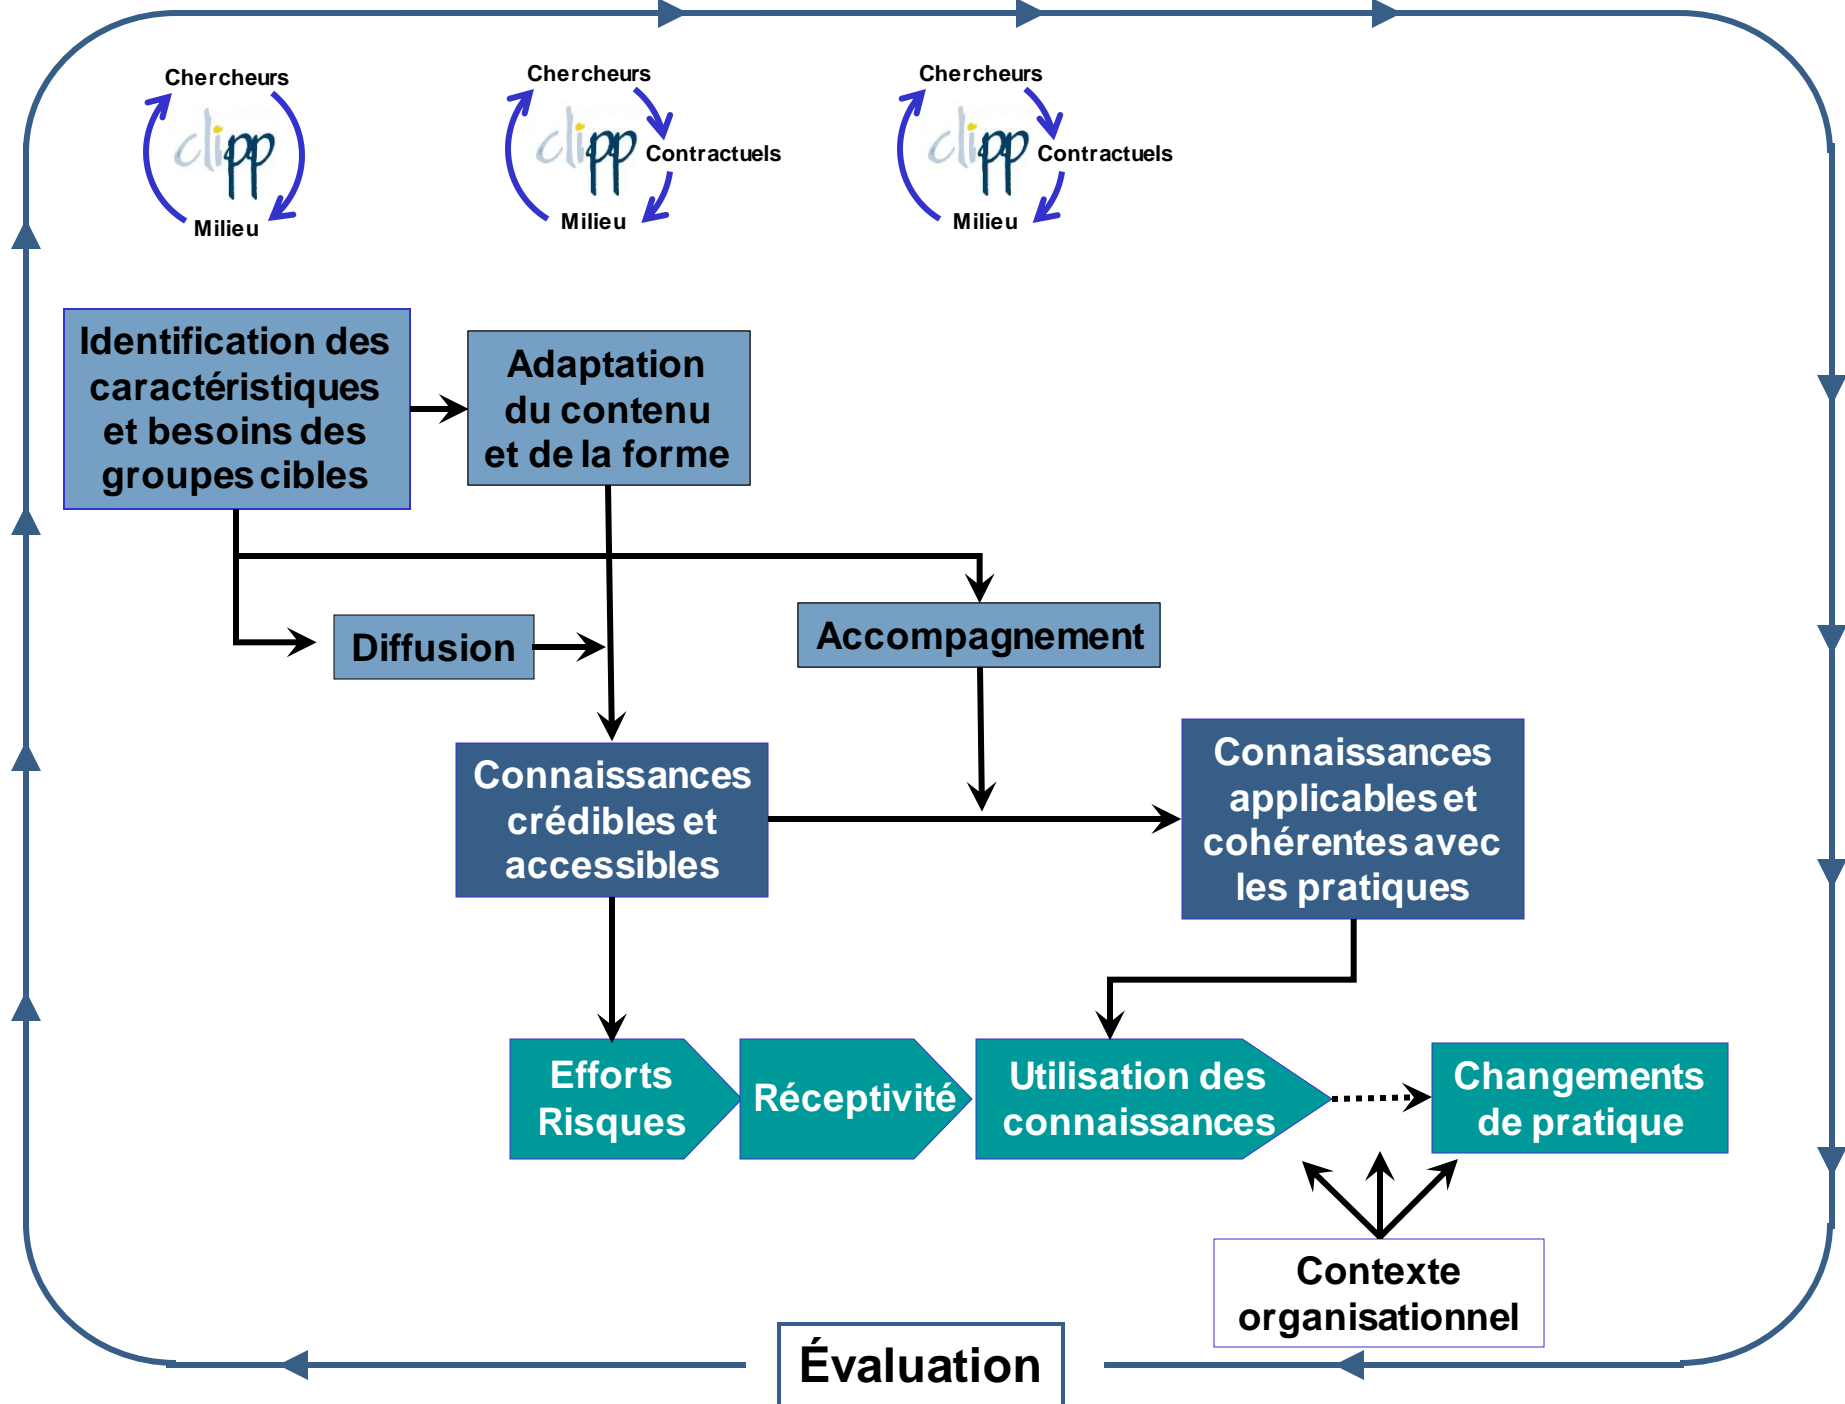 Chercheurs
clipp
Milieu
Chercheurs
clipp
Contractuels
Milieu
Chercheurs
clipp
Contractuels
Milieu
Identification des
caractéristiques
et besoins des
groupes cibles
Adaptation
du contenu
et de la forme
Diffusion
Accompagnement
Connaissances
crédibles et
accessibles
Connaissances
applicables et
cohérentes avec
les pratiques
Efforts
Risques
Réceptivité
Utilisation des
connaissances
Changements
de pratique
Contexte
organisationnel
Évaluation